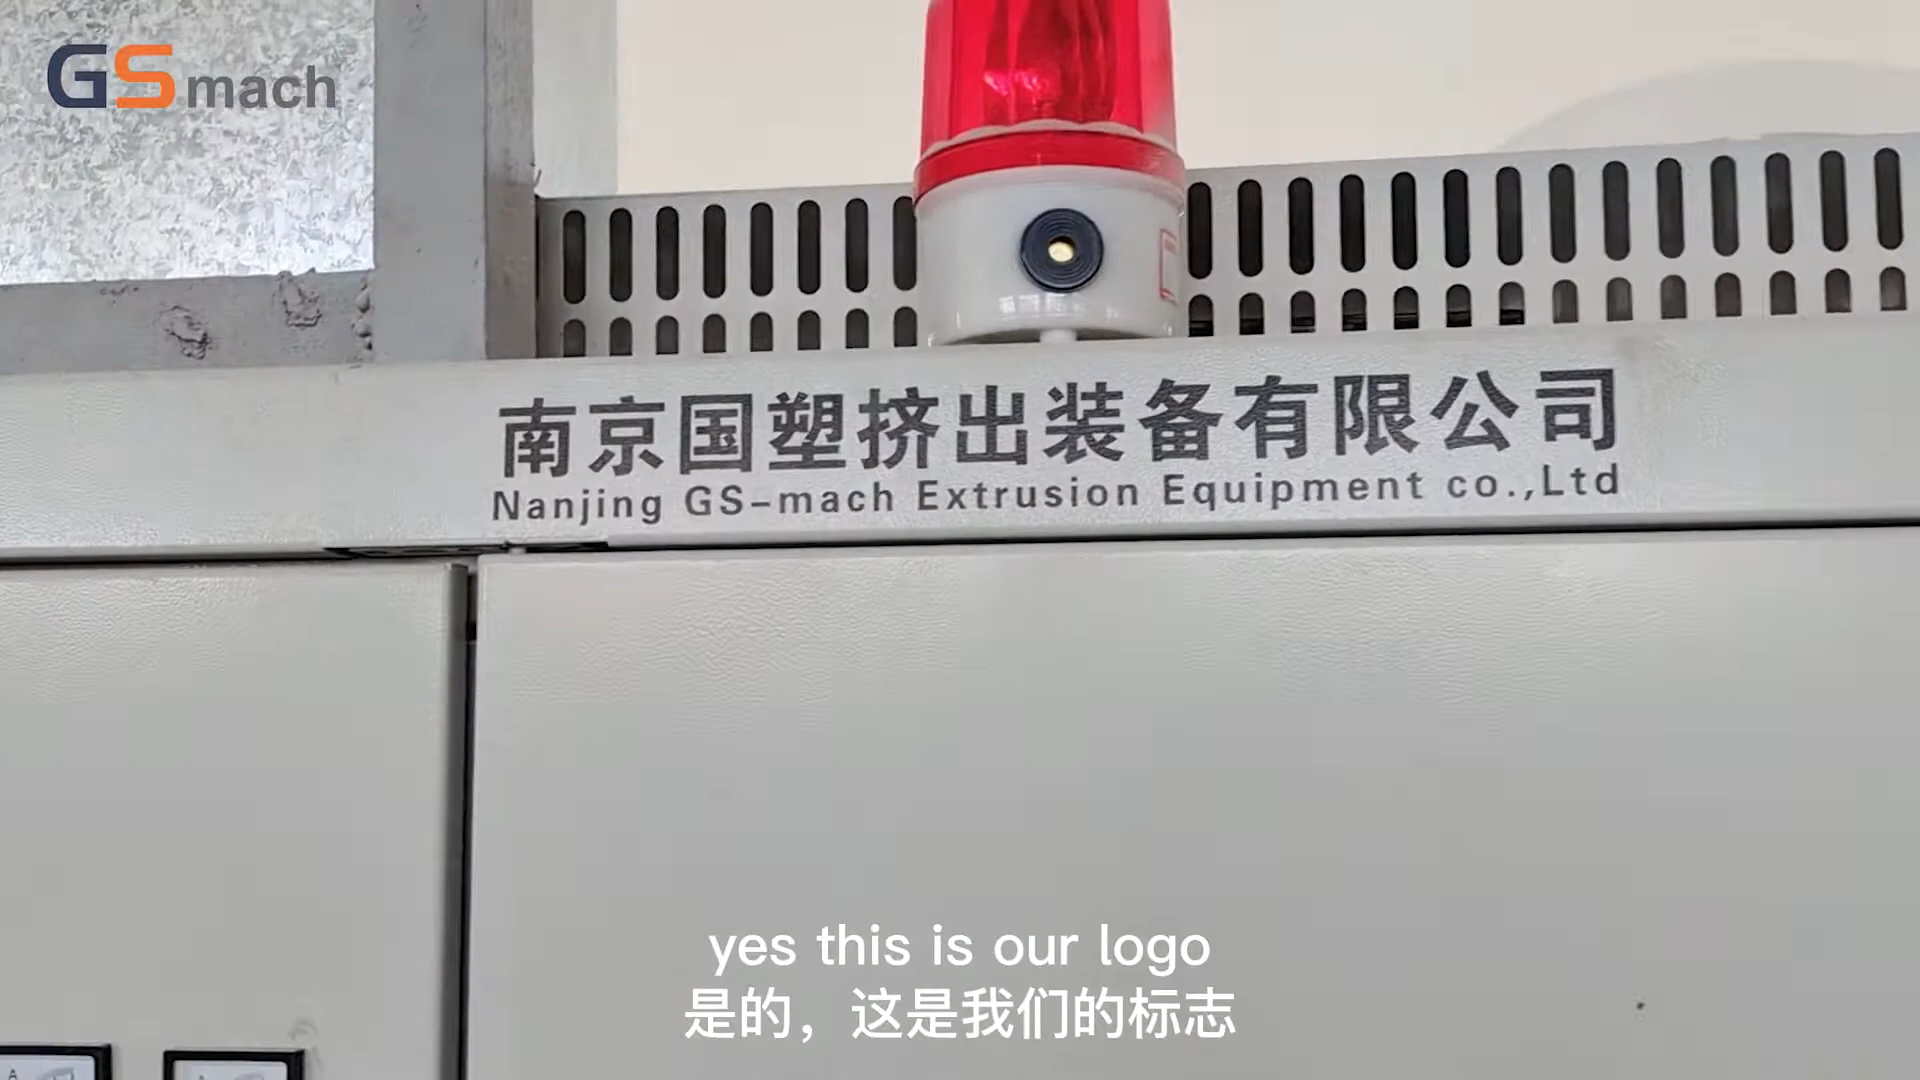 GSmach
南京国塑挤出装备有限公司
Nanjing GS-mach Extrusion Equipment co.,Ltd
yes this is our logo
是的，这是我们的标志
A